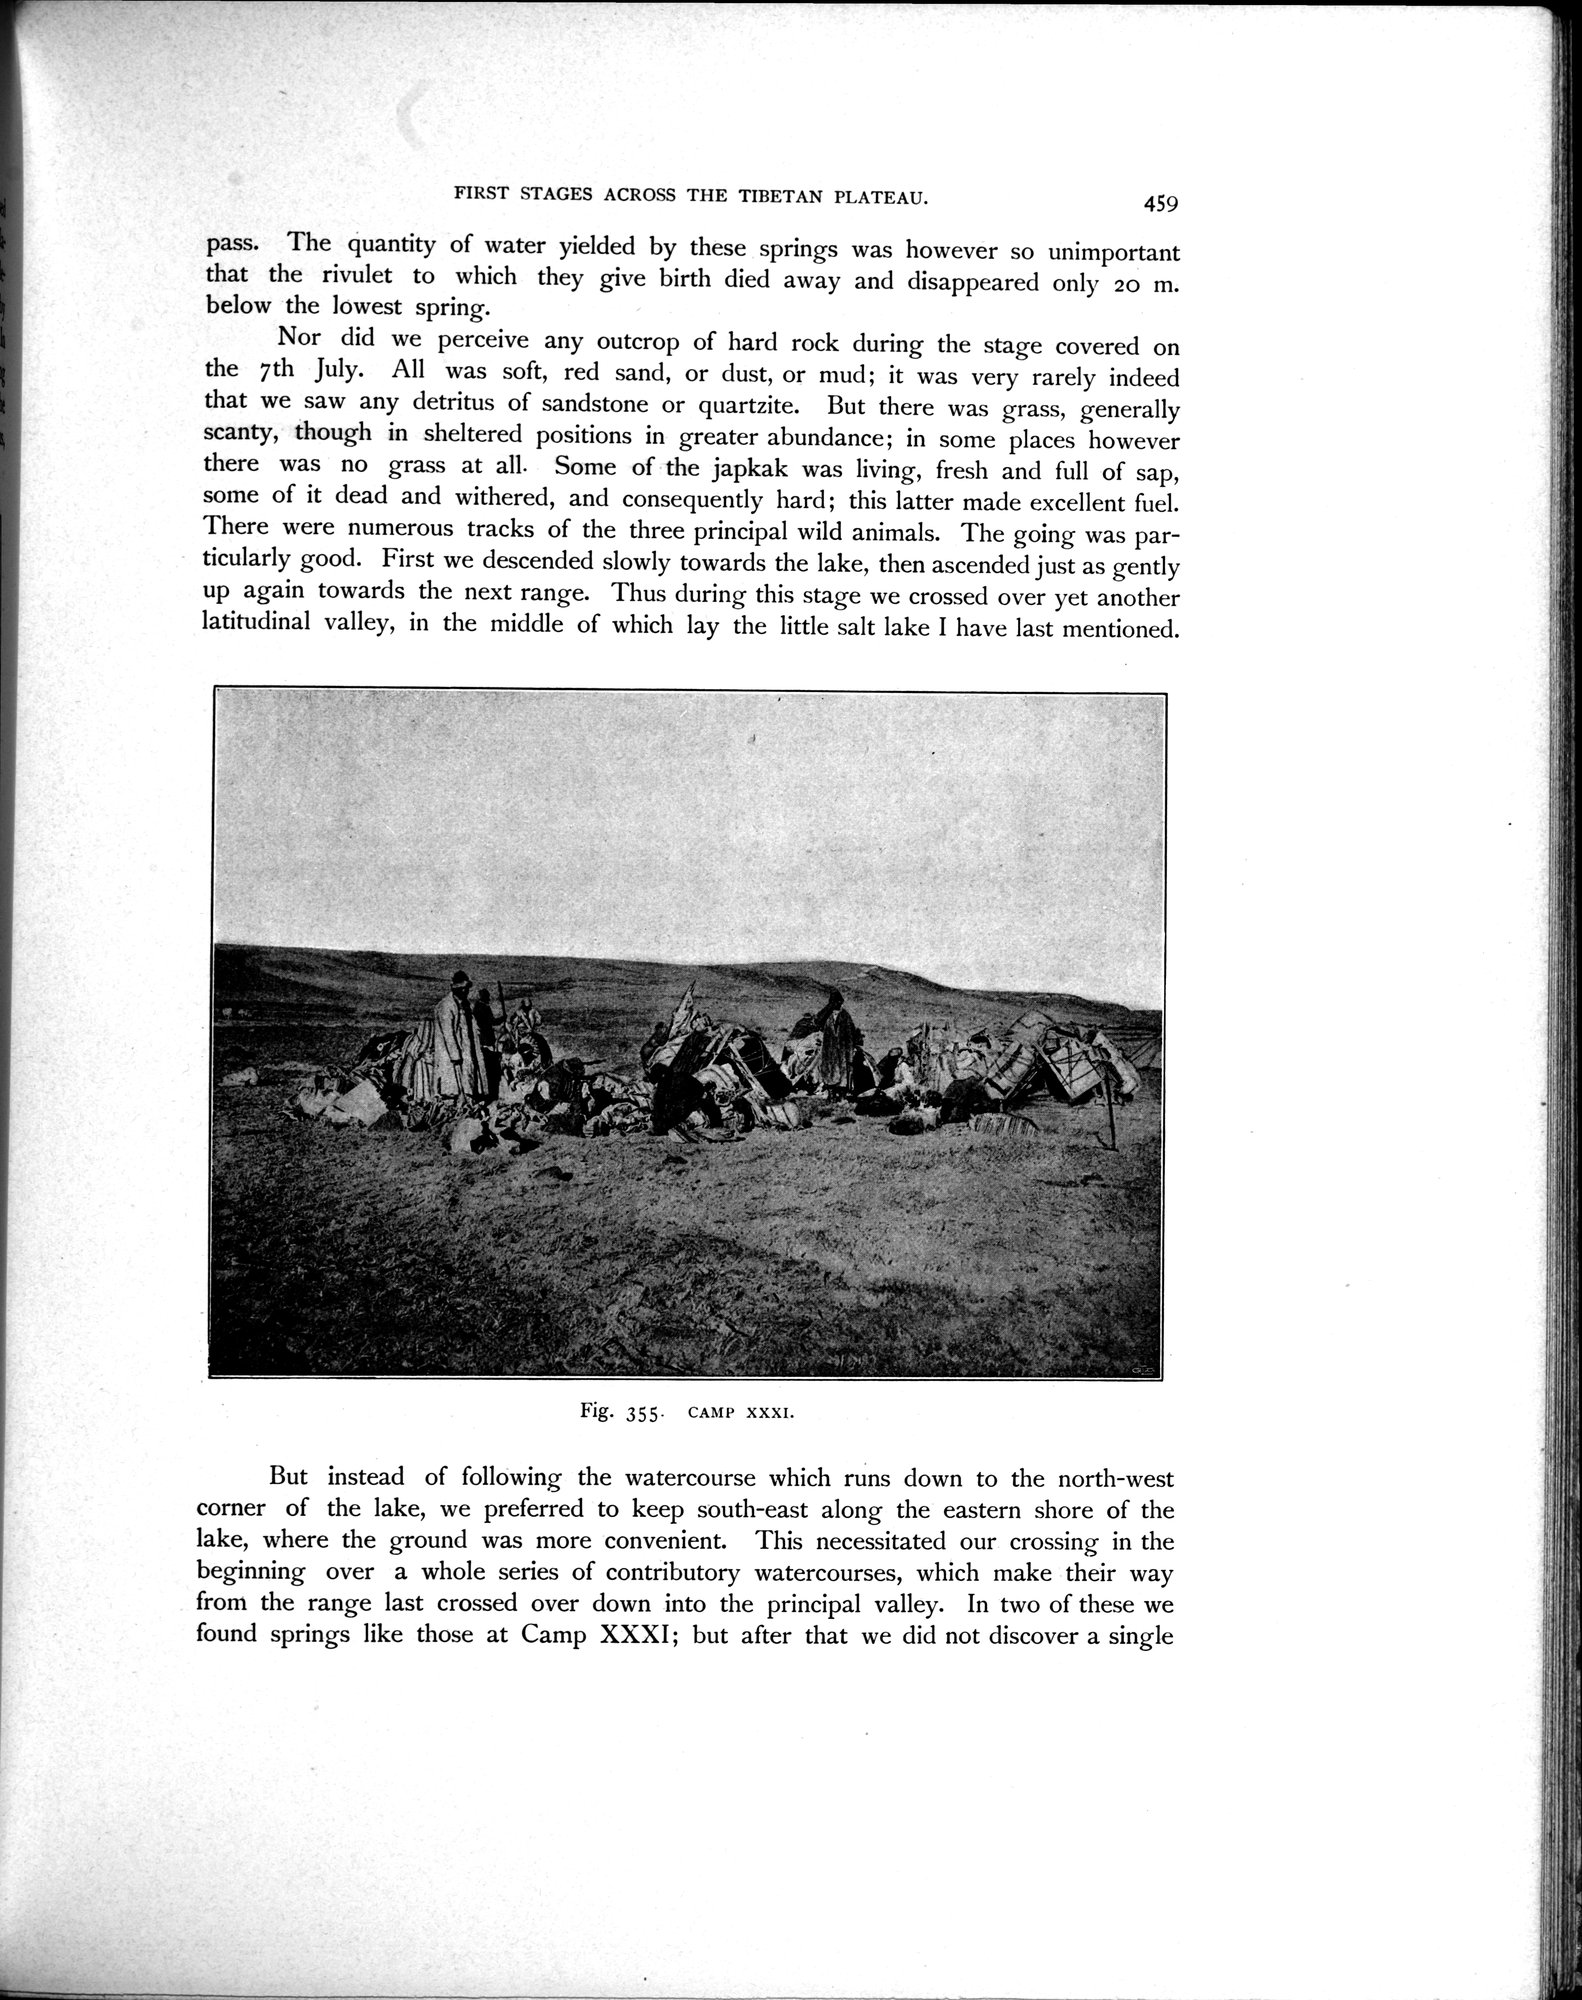 FIRST STAGES ACROSS THE TIBETAN PLATEAU. 459
pass. The quantity of water yielded by these springs was however so unimportant
that the rivulet to which they give birth died away and disappeared only 20 m.
below the lowest spring.
Nor did we perceive any outcrop of hard rock during the stage covered on
the 7th July. All was soft, red sand, or dust, or mud; it was very rarely indeed
that we saw any detritus of sandstone or quartzite. But there was grass, generally
scanty, though in sheltered positions in greater abundance; in some places however
there was no grass at all. Some of the japkak was living, fresh and full of sap,
some of it dead and withered, and consequently hard; this latter made excellent fuel.
There were numerous tracks of the three principal wild animals. The going was par-
ticularly good. First we descended slowly towards the lake, then ascended just as gently
up again towards the next range. Thus during this stage we crossed over yet another
latitudinal valley, in the middle of which lay the little salt lake I have last mentioned.
Fig. 355. CAMP XXXI.
But instead of following the watercourse which runs down to the north-west
corner of the lake, we preferred to keep south-east along the eastern shore of the
lake, where the ground was more convenient. This necessitated our crossing in the
beginning over a whole series of contributory watercourses, which make their way
from the range last crossed over down into the principal valley. In two of these we
found springs like those at Camp XXXI; but after that we did not discover a single